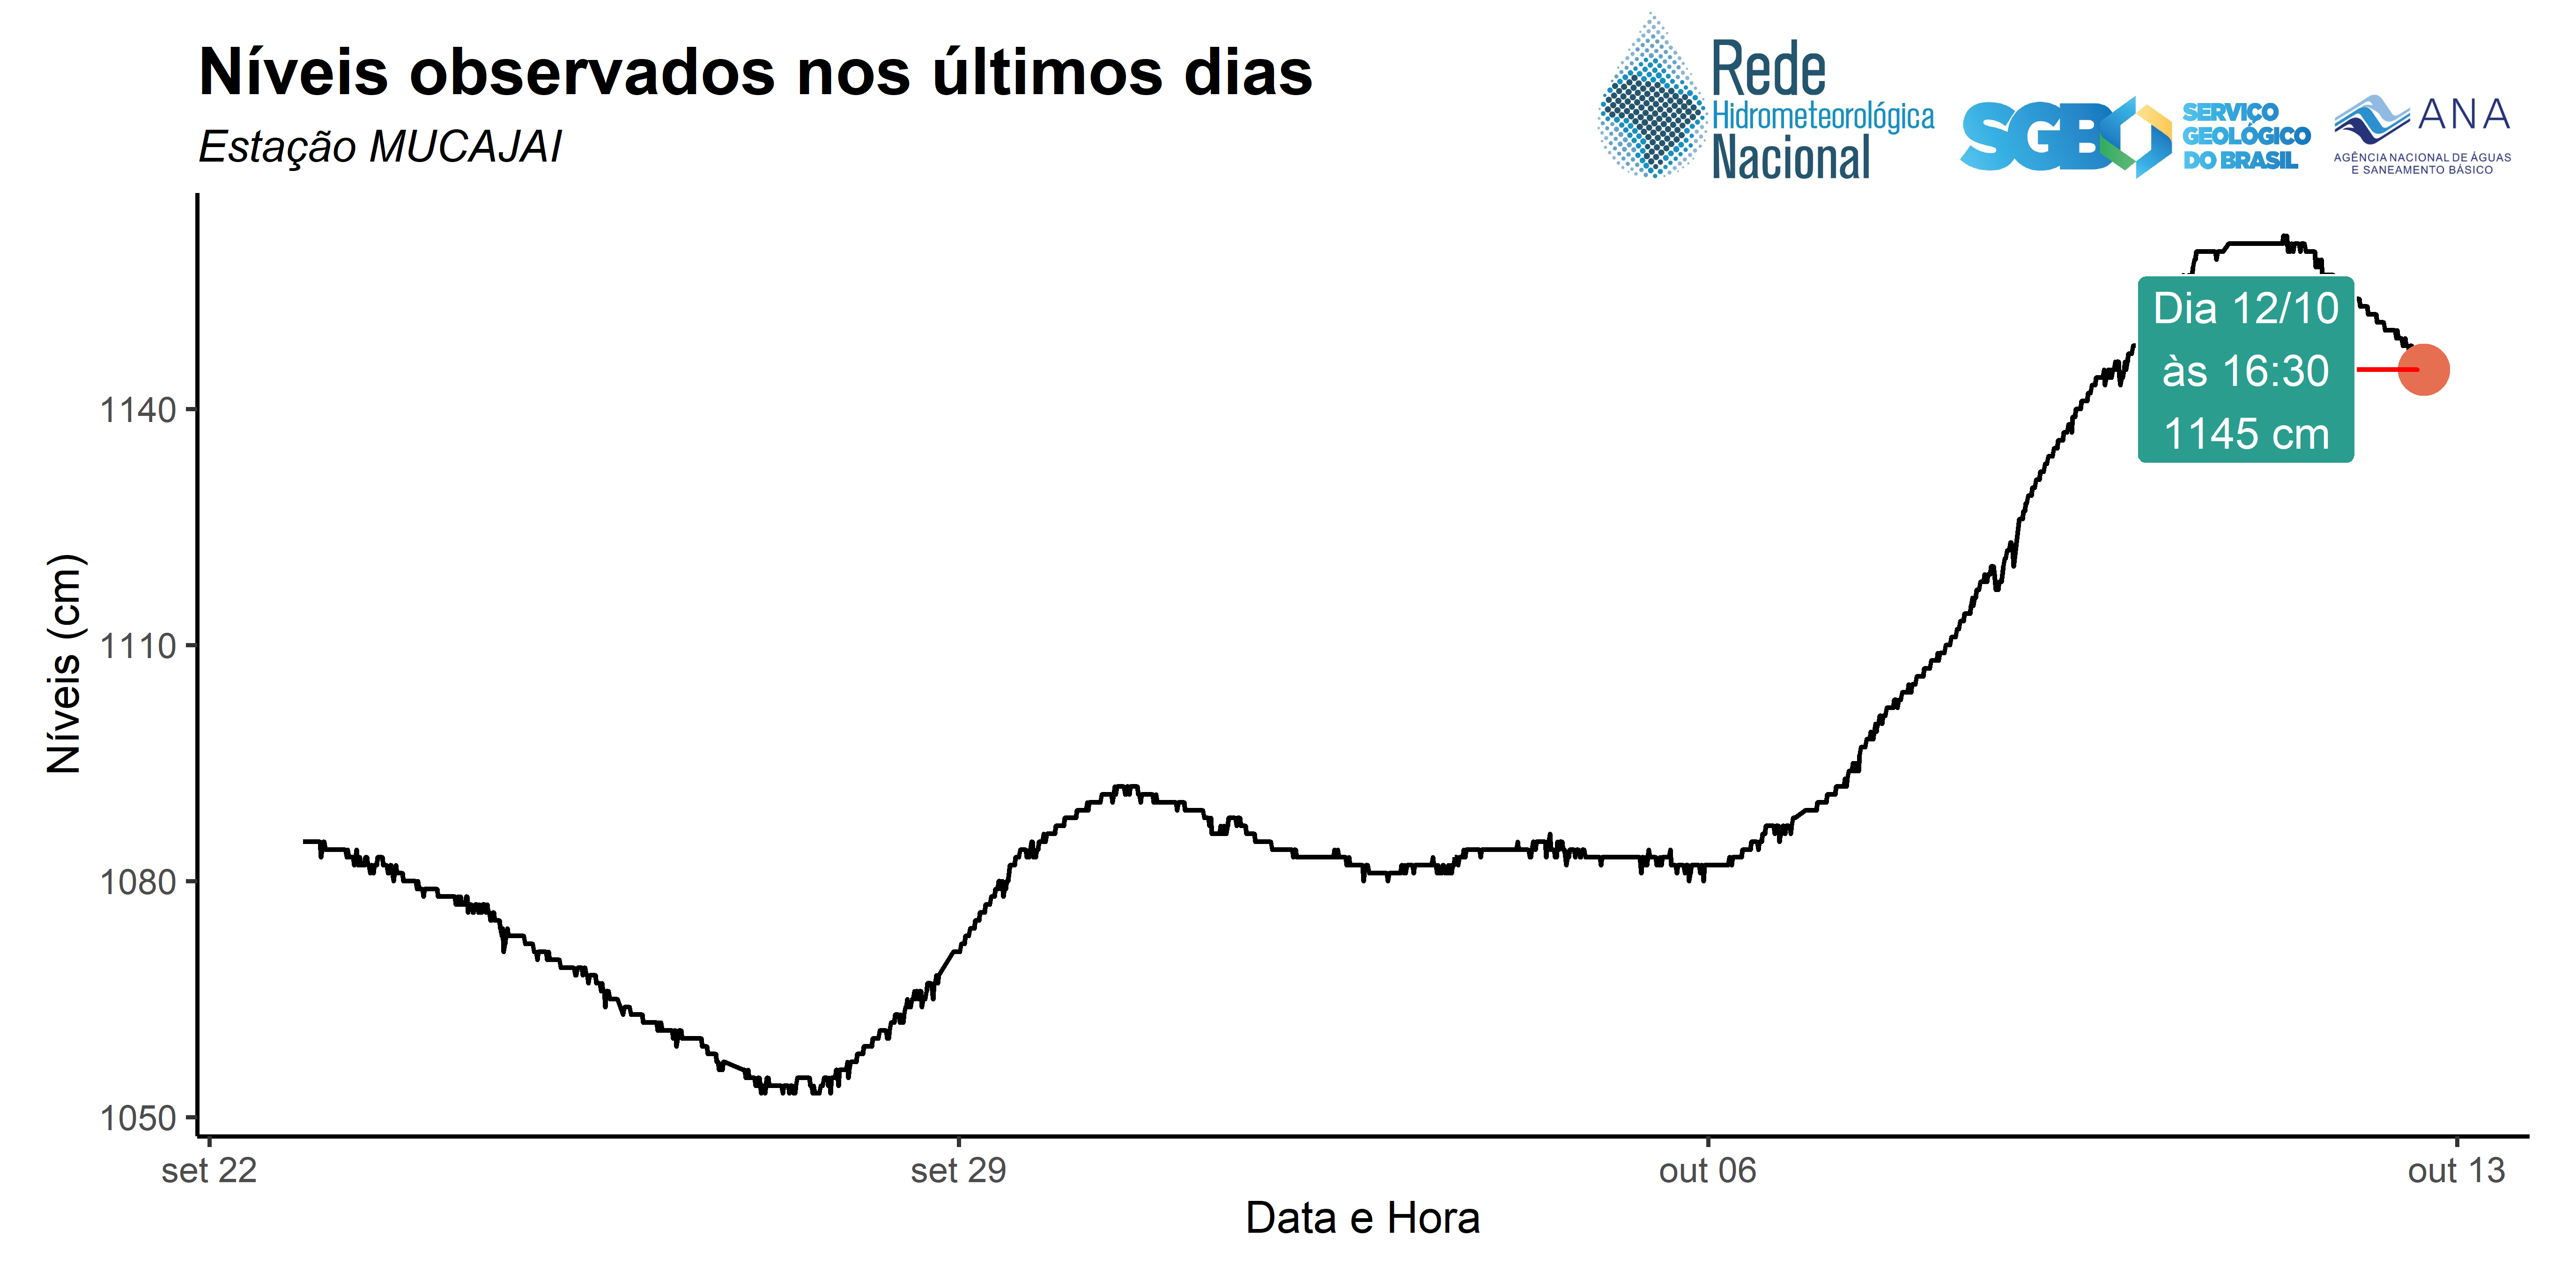 Níveis observados nos últimos dias
Estação MUCAJAI
Rede
Hidrometeorológica
Nacional
SGB
SERVIÇO
GEOLÓGICO
DO BRASIL
ANA
AGÊNCIA NACIONAL DE ÁGUAS
E SANEAMENTO BÁSICO
Dia 12/10
às 16:30
1145 cm
Níveis (cm)
1140
1110
1080
1050
set 22
set 29
out 06
out 13
Data e Hora